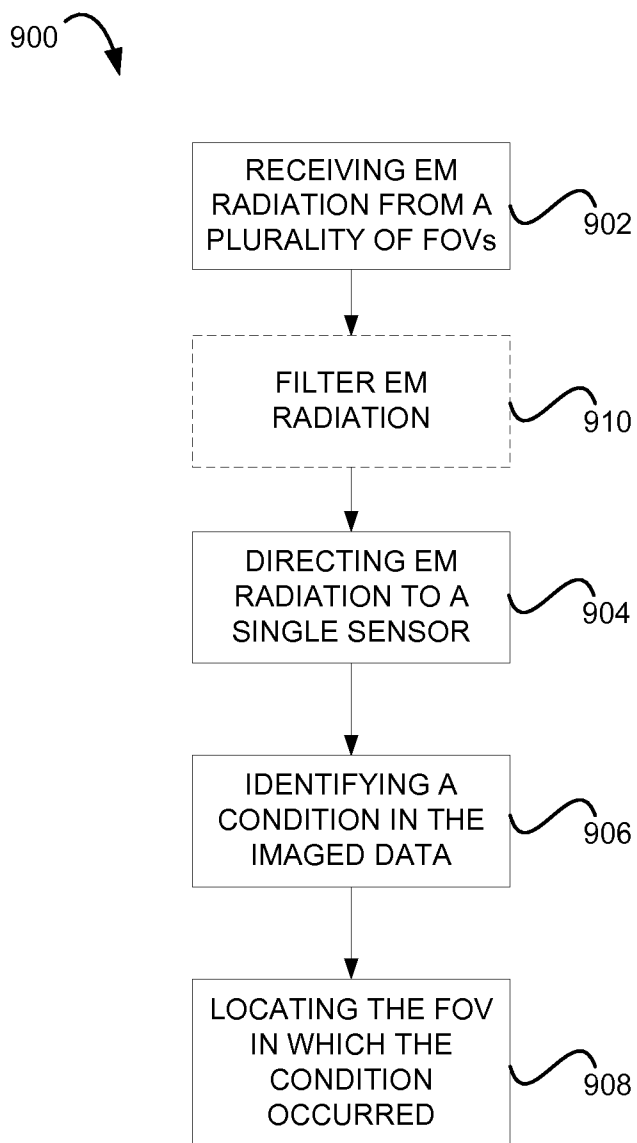 900
RECEIVING EM
RADIATION FROM A
PLURALITY OF FOVs
902
FILTER EM
RADIATION
910
DIRECTING EM
RADIATION TO A
SINGLE SENSOR
904
IDENTIFYING A
CONDITION IN THE
IMAGED DATA
906
LOCATING THE FOV
IN WHICH THE
CONDITION
OCCURRED
908